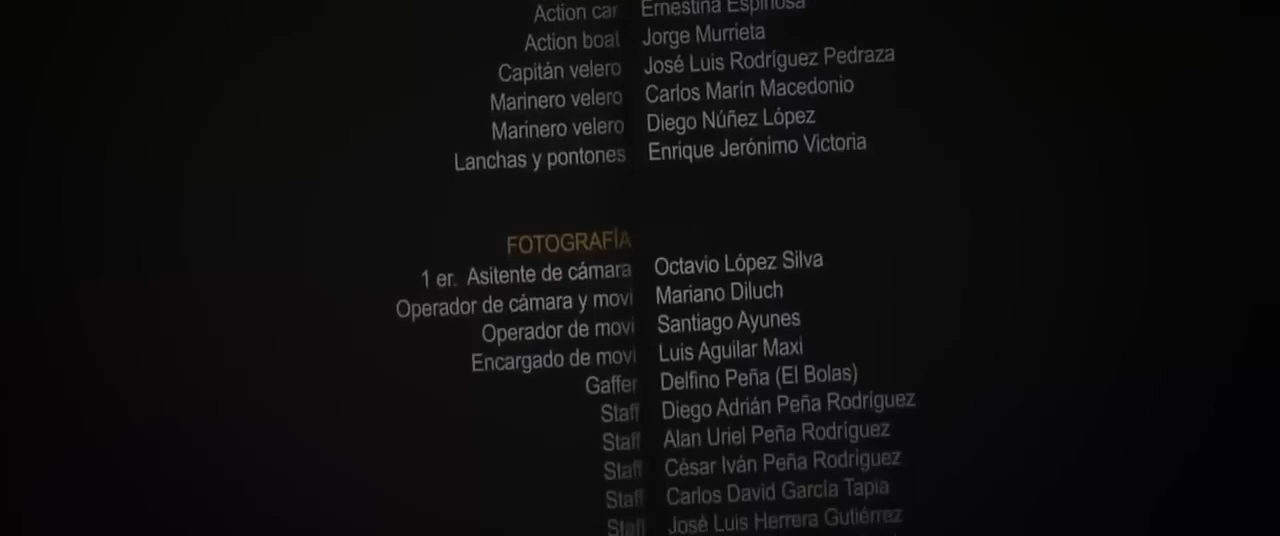 Action car Ernestina Espinosa
Action boat Jorge Murrieta
Capitán velero José Luis Rodríguez Pedraza
Marinero velero Carlos Marín Macedonio
Marinero velero Diego Núñez López
Lanchas y pontones Enrique Jerónimo Victoria
FOTOGRAFÍA
1 er. Asitente de cámara Octavio López Silva
Operador de cámara y movi Mariano Diluch
Operador de movi Santiago Ayunes
Encargado de movi Luis Aguilar Maxi
Gaffer Delfino Peña (El Bolas)
Staff Diego Adrián Peña Rodríguez
Staff Alan Uriel Peña Rodríguez
Staff César Iván Peña Rodríguez
Staff Carlos David García Tapia
Staff José Luis Herrera Gutiérrez